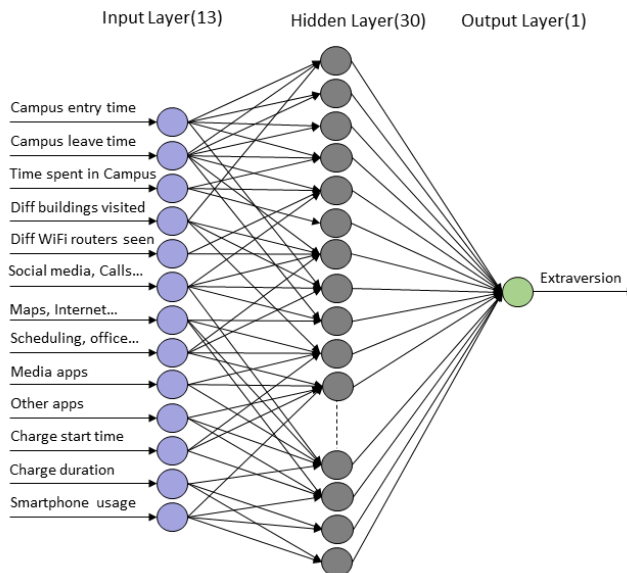 Input Layer(13)
Hidden Layer(30)
Output Layer(1)
Campus entry time
Campus leave time
Time spent in Campus
Diff buildings visited
Diff WiFi routers seen
Social media, Calls...
Maps, Internet...
Scheduling, office...
Media apps
Other apps
Charge start time
Charge duration
Smartphone usage
Extraversion